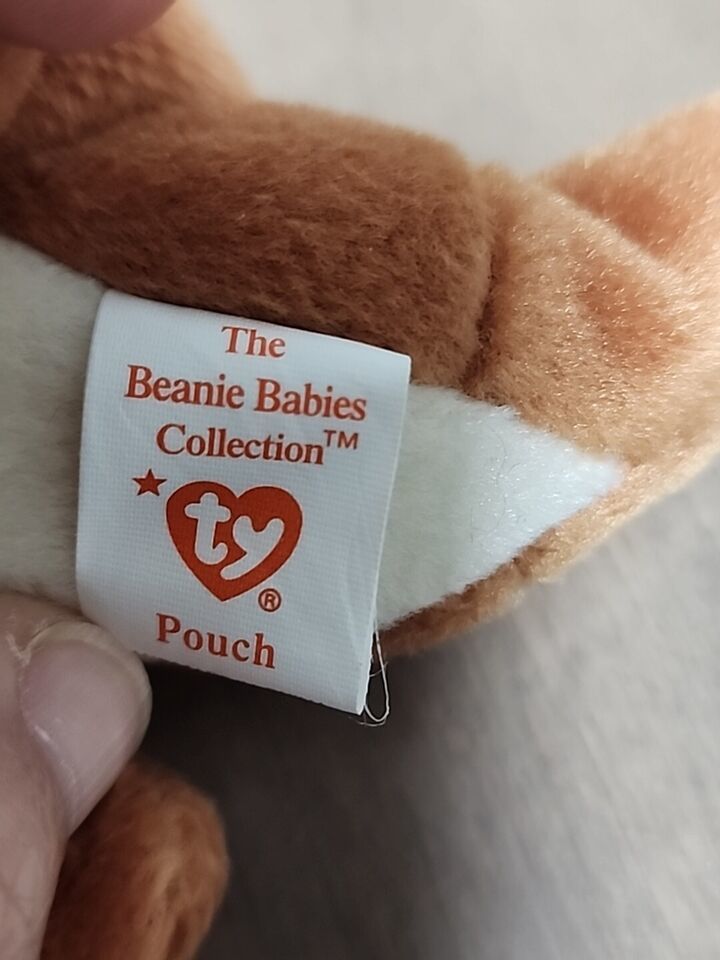 The
Beanie Babies
Collection™
ty®
Pouch